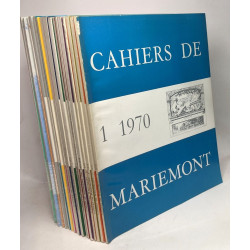 CAHIERS DE
1 1970
MARIEMONT